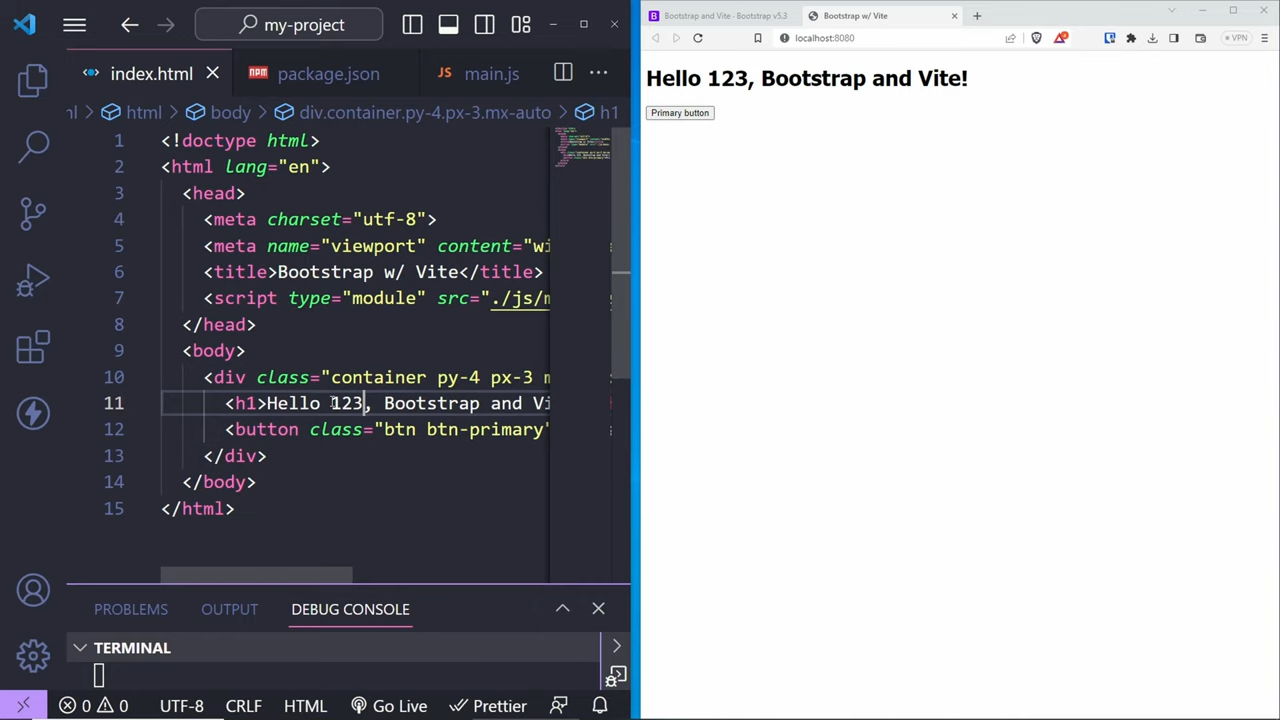 my-project
index.html
package.json
JS main.js
ml html body div.container.py-4.px-3.mx-auto h1
1 <!doctype html>
2 <html lang="en">
3 <head>
4 <meta charset="utf-8">
5 <meta name="viewport" content="wi
6 <title>Bootstrap w/ Vite</title>
7 <script type="module" src="./js/m
8 </head>
9 <body>
10 <div class="container py-4 px-3 m
11 <h1>Hello 123, Bootstrap and Vi
12 <button class="btn btn-primary"
13 </div>
14 </body>
15 </html>
PROBLEMS OUTPUT DEBUG CONSOLE
TERMINAL
0 0 UTF-8 CRLF HTML Go Live Prettier
Bootstrap and Vite - Bootstrap v5.3
Bootstrap w/ Vite
localhost:8080
VPN
Hello 123, Bootstrap and Vite!
Primary button